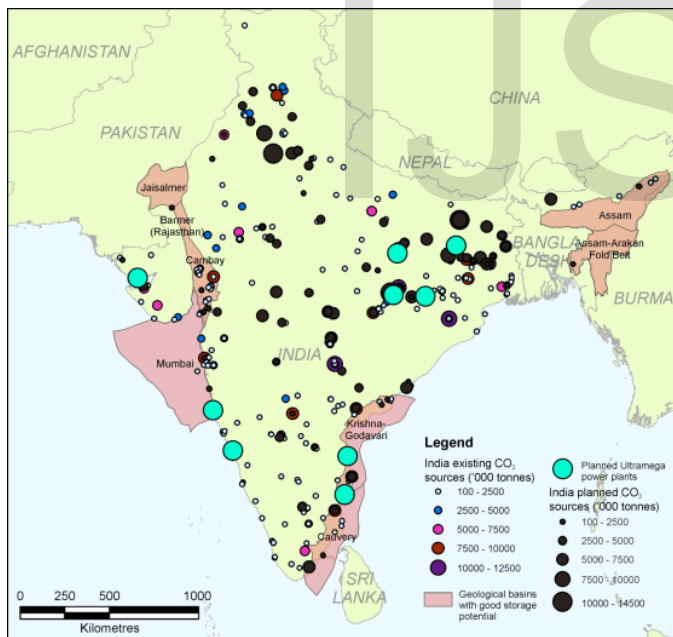 IJS
AFGHANISTAN
CHINA
PAKISTAN
NEPAL
Jaisalmer
Barmer
(Rajasthan)
Assam
BANGLA
DESH
Assam-Arakan
Fold Belt
Cambay
BURMA
INDIA
Mumbai
Krishna-
Godavari
Cauvery
SRI
LANKA
Legend
India existing CO2
sources ('000 tonnes)
100 - 2500
2500 - 5000
5000 - 7500
7500 - 10000
10000 - 12500
Geological basins
with good storage
potential
Planned Ultramega
power plants
India planned CO2
sources ('000 tonnes)
100 - 2500
2500 - 5000
5000 - 7500
7500 - 10000
10000 - 14500
0
500
1000
Kilometres